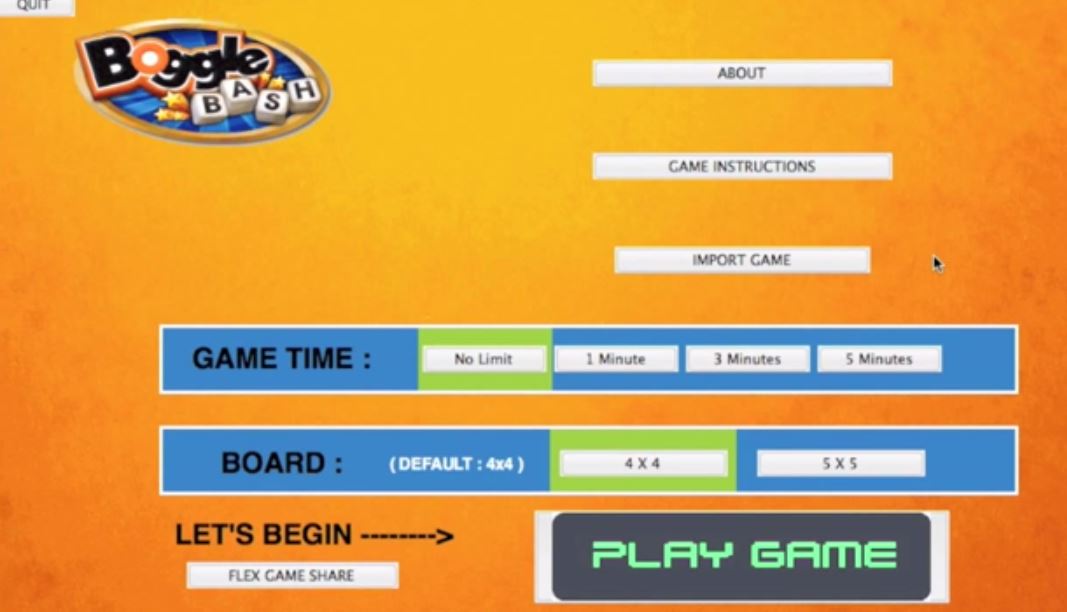 QUIT
Boggle
BASH
ABOUT
GAME INSTRUCTIONS
IMPORT GAME
GAME TIME : No Limit 1 Minute 3 Minutes 5 Minutes
BOARD : ( DEFAULT : 4x4 ) 4 X 4 5 X 5
LET'S BEGIN -------->
PLAY GAME
FLEX GAME SHARE